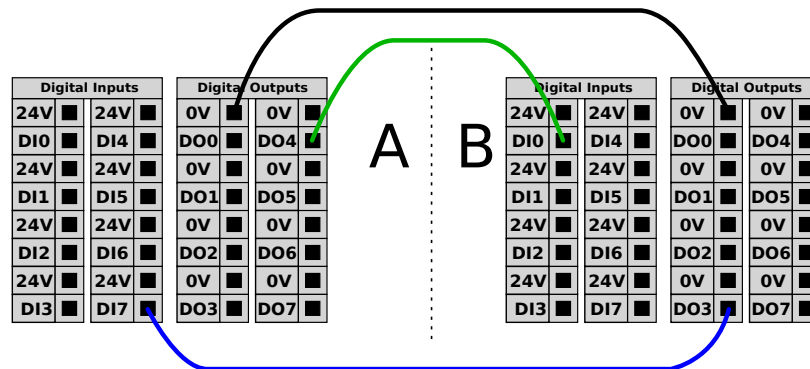 Digital Inputs Digital Outputs Digital Inputs Digital Outputs
24V 24V 0V 0V A B 24V 24V 0V 0V
DI0 DI4 DO0 DO4 DI0 DI4 DO0 DO4
24V 24V 0V 0V 24V 24V 0V 0V
DI1 DI5 DO1 DO5 DI1 DI5 DO1 DO5
24V 24V 0V 0V 24V 24V 0V 0V
DI2 DI6 DO2 DO6 DI2 DI6 DO2 DO6
24V 24V 0V 0V 24V 24V 0V 0V
DI3 DI7 DO3 DO7 DI3 DI7 DO3 DO7